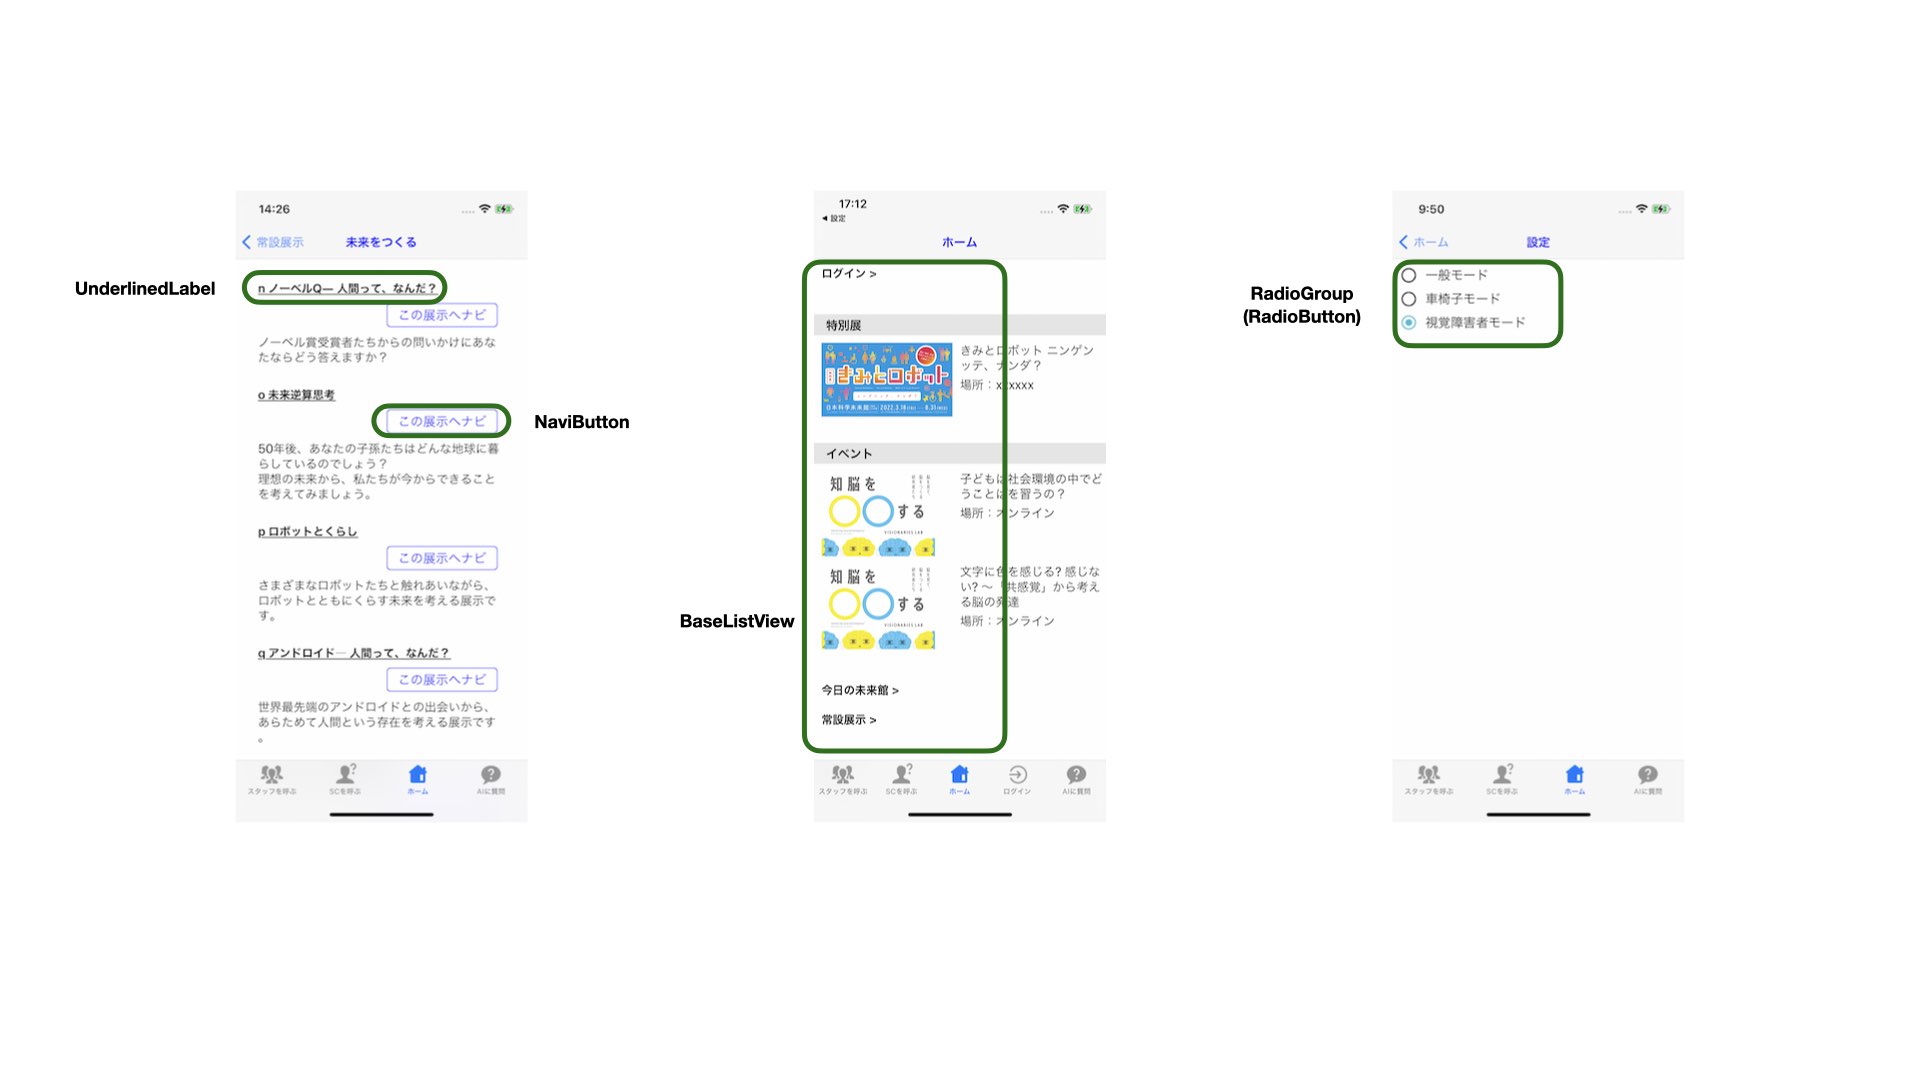 UnderlinedLabel
14:26
常設展示
未来をつくる
n ノーベルQ— 人間って、なんだ？
この展示へナビ
ノーベル賞受賞者たちからの問いかけにあな
たならどう答えますか？
o 未来逆算思考
この展示へナビ
NaviButton
50年後、あなたの子孫たちはどんな地球に暮
らしているのでしょう？
理想の未来から、私たちが今からできること
を考えてみましょう。
p ロボットとくらし
この展示へナビ
さまざまなロボットたちと触れあいながら、
ロボットとともにくらす未来を考える展示で
す。
q アンドロイド— 人間って、なんだ？
この展示へナビ
世界最先端のアンドロイドとの出会いから、
あらためて人間という存在を考える展示です
。
スタッフを呼ぶ
SCを呼ぶ
ホーム
AIに質問
BaseListView
17:12
◀ 設定
ホーム
ログイン >
特別展
きみとロボット
日本科学未来館
2022.3.18
8.31
きみとロボット ニンゲン
ッテ、ナンダ？
場所：xxxxxx
イベント
知脳を
〇〇する
VISIONARIES LAB
子どもは社会環境の中でど
うことばを習うの？
場所：オンライン
知脳を
〇〇する
VISIONARIES LAB
文字に色を感じる? 感じな
い? ～「共感覚」から考え
る脳の発達
場所：オンライン
今日の未来館 >
常設展示 >
スタッフを呼ぶ
SCを呼ぶ
ホーム
ログイン
AIに質問
RadioGroup
(RadioButton)
9:50
ホーム
設定
一般モード
車椅子モード
視覚障害者モード
スタッフを呼ぶ
SCを呼ぶ
ホーム
AIに質問